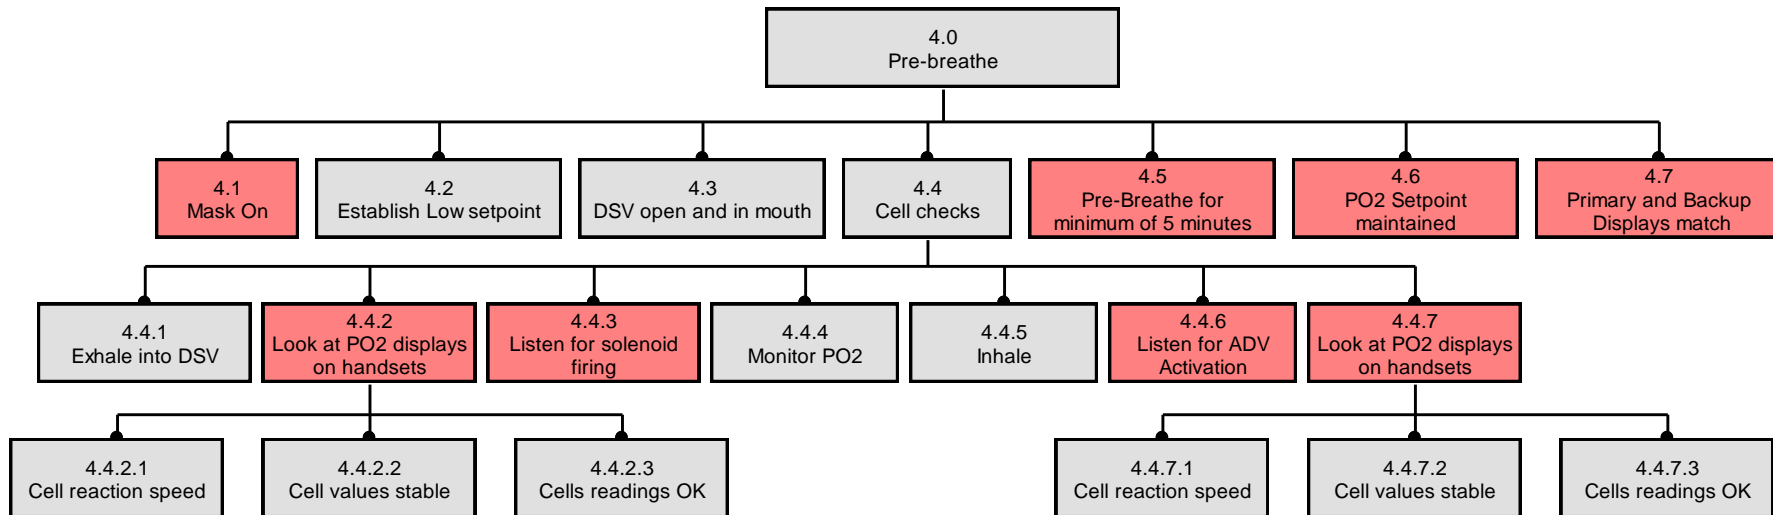 4.0
Pre-breathe
4.1
Mask On
4.2
Establish Low setpoint
4.3
DSV open and in mouth
4.4
Cell checks
4.5
Pre-Breathe for
minimum of 5 minutes
4.6
PO2 Setpoint
maintained
4.7
Primary and Backup
Displays match
4.4.1
Exhale into DSV
4.4.2
Look at PO2 displays
on handsets
4.4.3
Listen for solenoid
firing
4.4.4
Monitor PO2
4.4.5
Inhale
4.4.6
Listen for ADV
Activation
4.4.7
Look at PO2 displays
on handsets
4.4.2.1
Cell reaction speed
4.4.2.2
Cell values stable
4.4.2.3
Cells readings OK
4.4.7.1
Cell reaction speed
4.4.7.2
Cell values stable
4.4.7.3
Cells readings OK